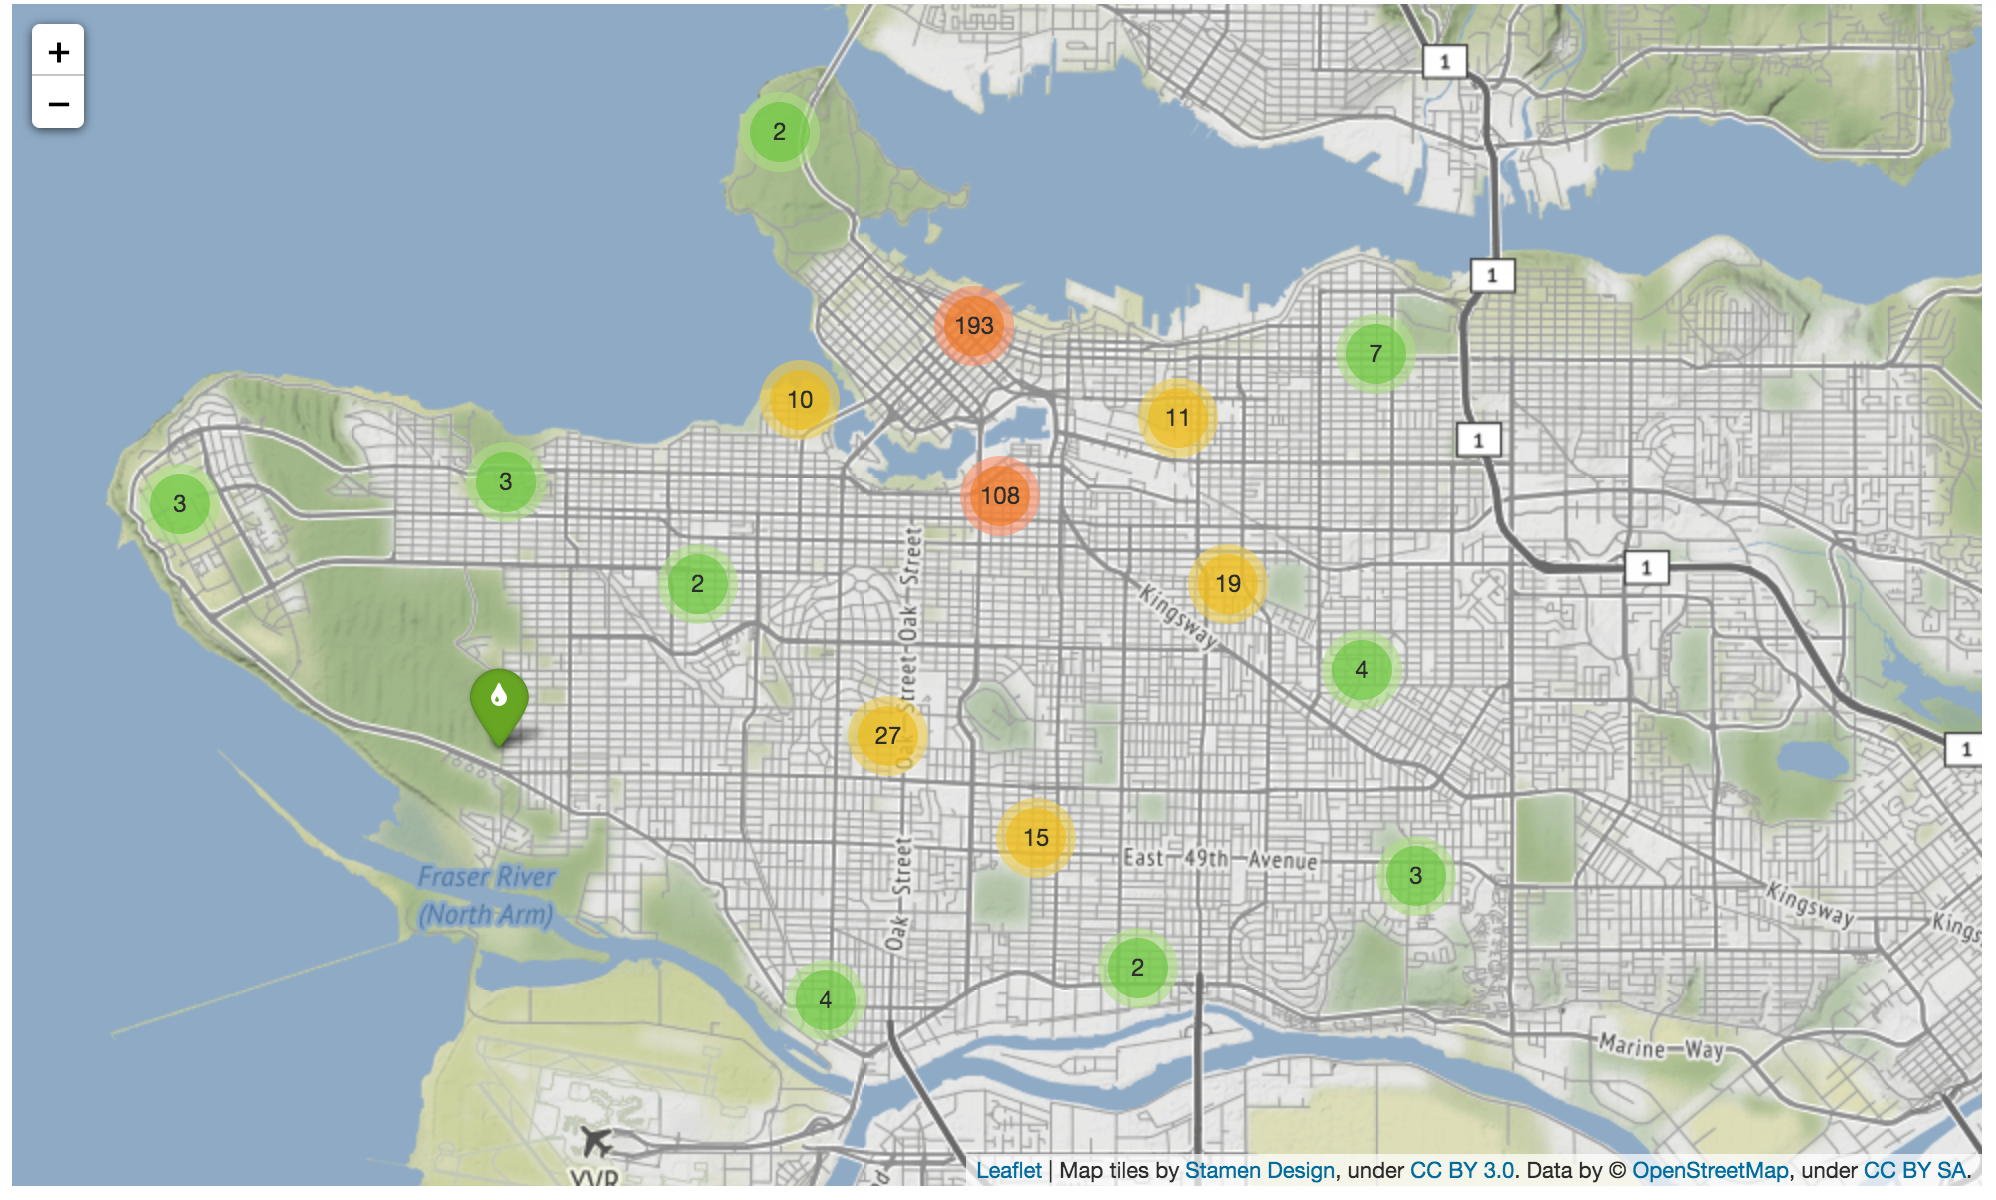 +
−
1
2
1
193
7
10
11
1
3
3
108
1
2
19
Kingsway
Oak Street
Oak Street
4
27
1
15
East 49th Avenue
3
Fraser River
(North Arm)
Kingsway
Kings
Oak Street
2
4
Marine Way
YVR
Leaflet | Map tiles by Stamen Design, under CC BY 3.0. Data by © OpenStreetMap, under CC BY SA.